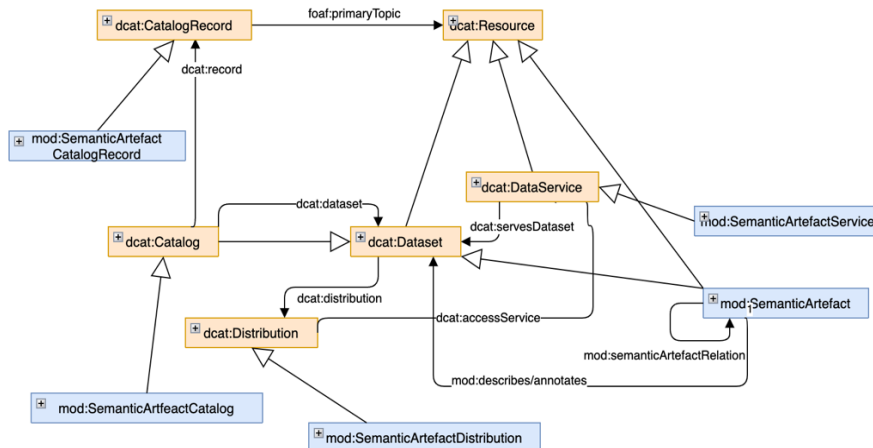 foaf:primaryTopic
dcat:CatalogRecord
dcat:Resource
dcat:record
mod:SemanticArtefact
CatalogRecord
dcat:DataService
dcat:dataset
mod:SemanticArtefactService
dcat:servesDataset
dcat:Catalog
dcat:Dataset
dcat:distribution
mod:SemanticArtefact
1
dcat:accessService
dcat:Distribution
mod:semanticArtefactRelation
mod:describes/annotates
mod:SemanticArtfeactCatalog
mod:SemanticArtefactDistribution